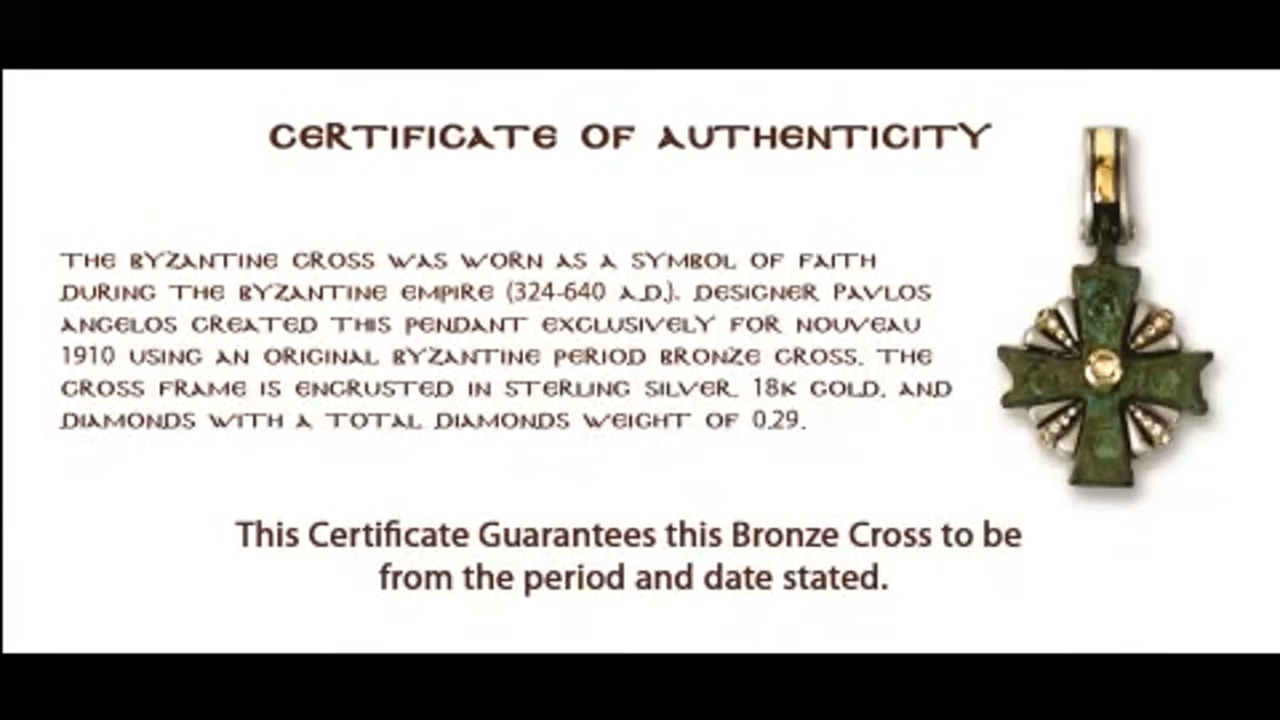 CERTIFICATE OF AUTHENTICITY
THE BYZANTINE CROSS WAS WORN AS A SYMBOL OF FAITH
DURING THE BYZANTINE EMPIRE (324-640 A.D.). DESIGNER PAVLOS
ANGELOS CREATED THIS PENDANT EXCLUSIVELY FOR NOUVEAU
1910 USING AN ORIGINAL BYZANTINE PERIOD BRONZE CROSS. THE
CROSS FRAME IS ENCRUSTED IN STERLING SILVER, 18K GOLD, AND
DIAMONDS WITH A TOTAL DIAMONDS WEIGHT OF 0.29.
This Certificate Guarantees this Bronze Cross to be
from the period and date stated.